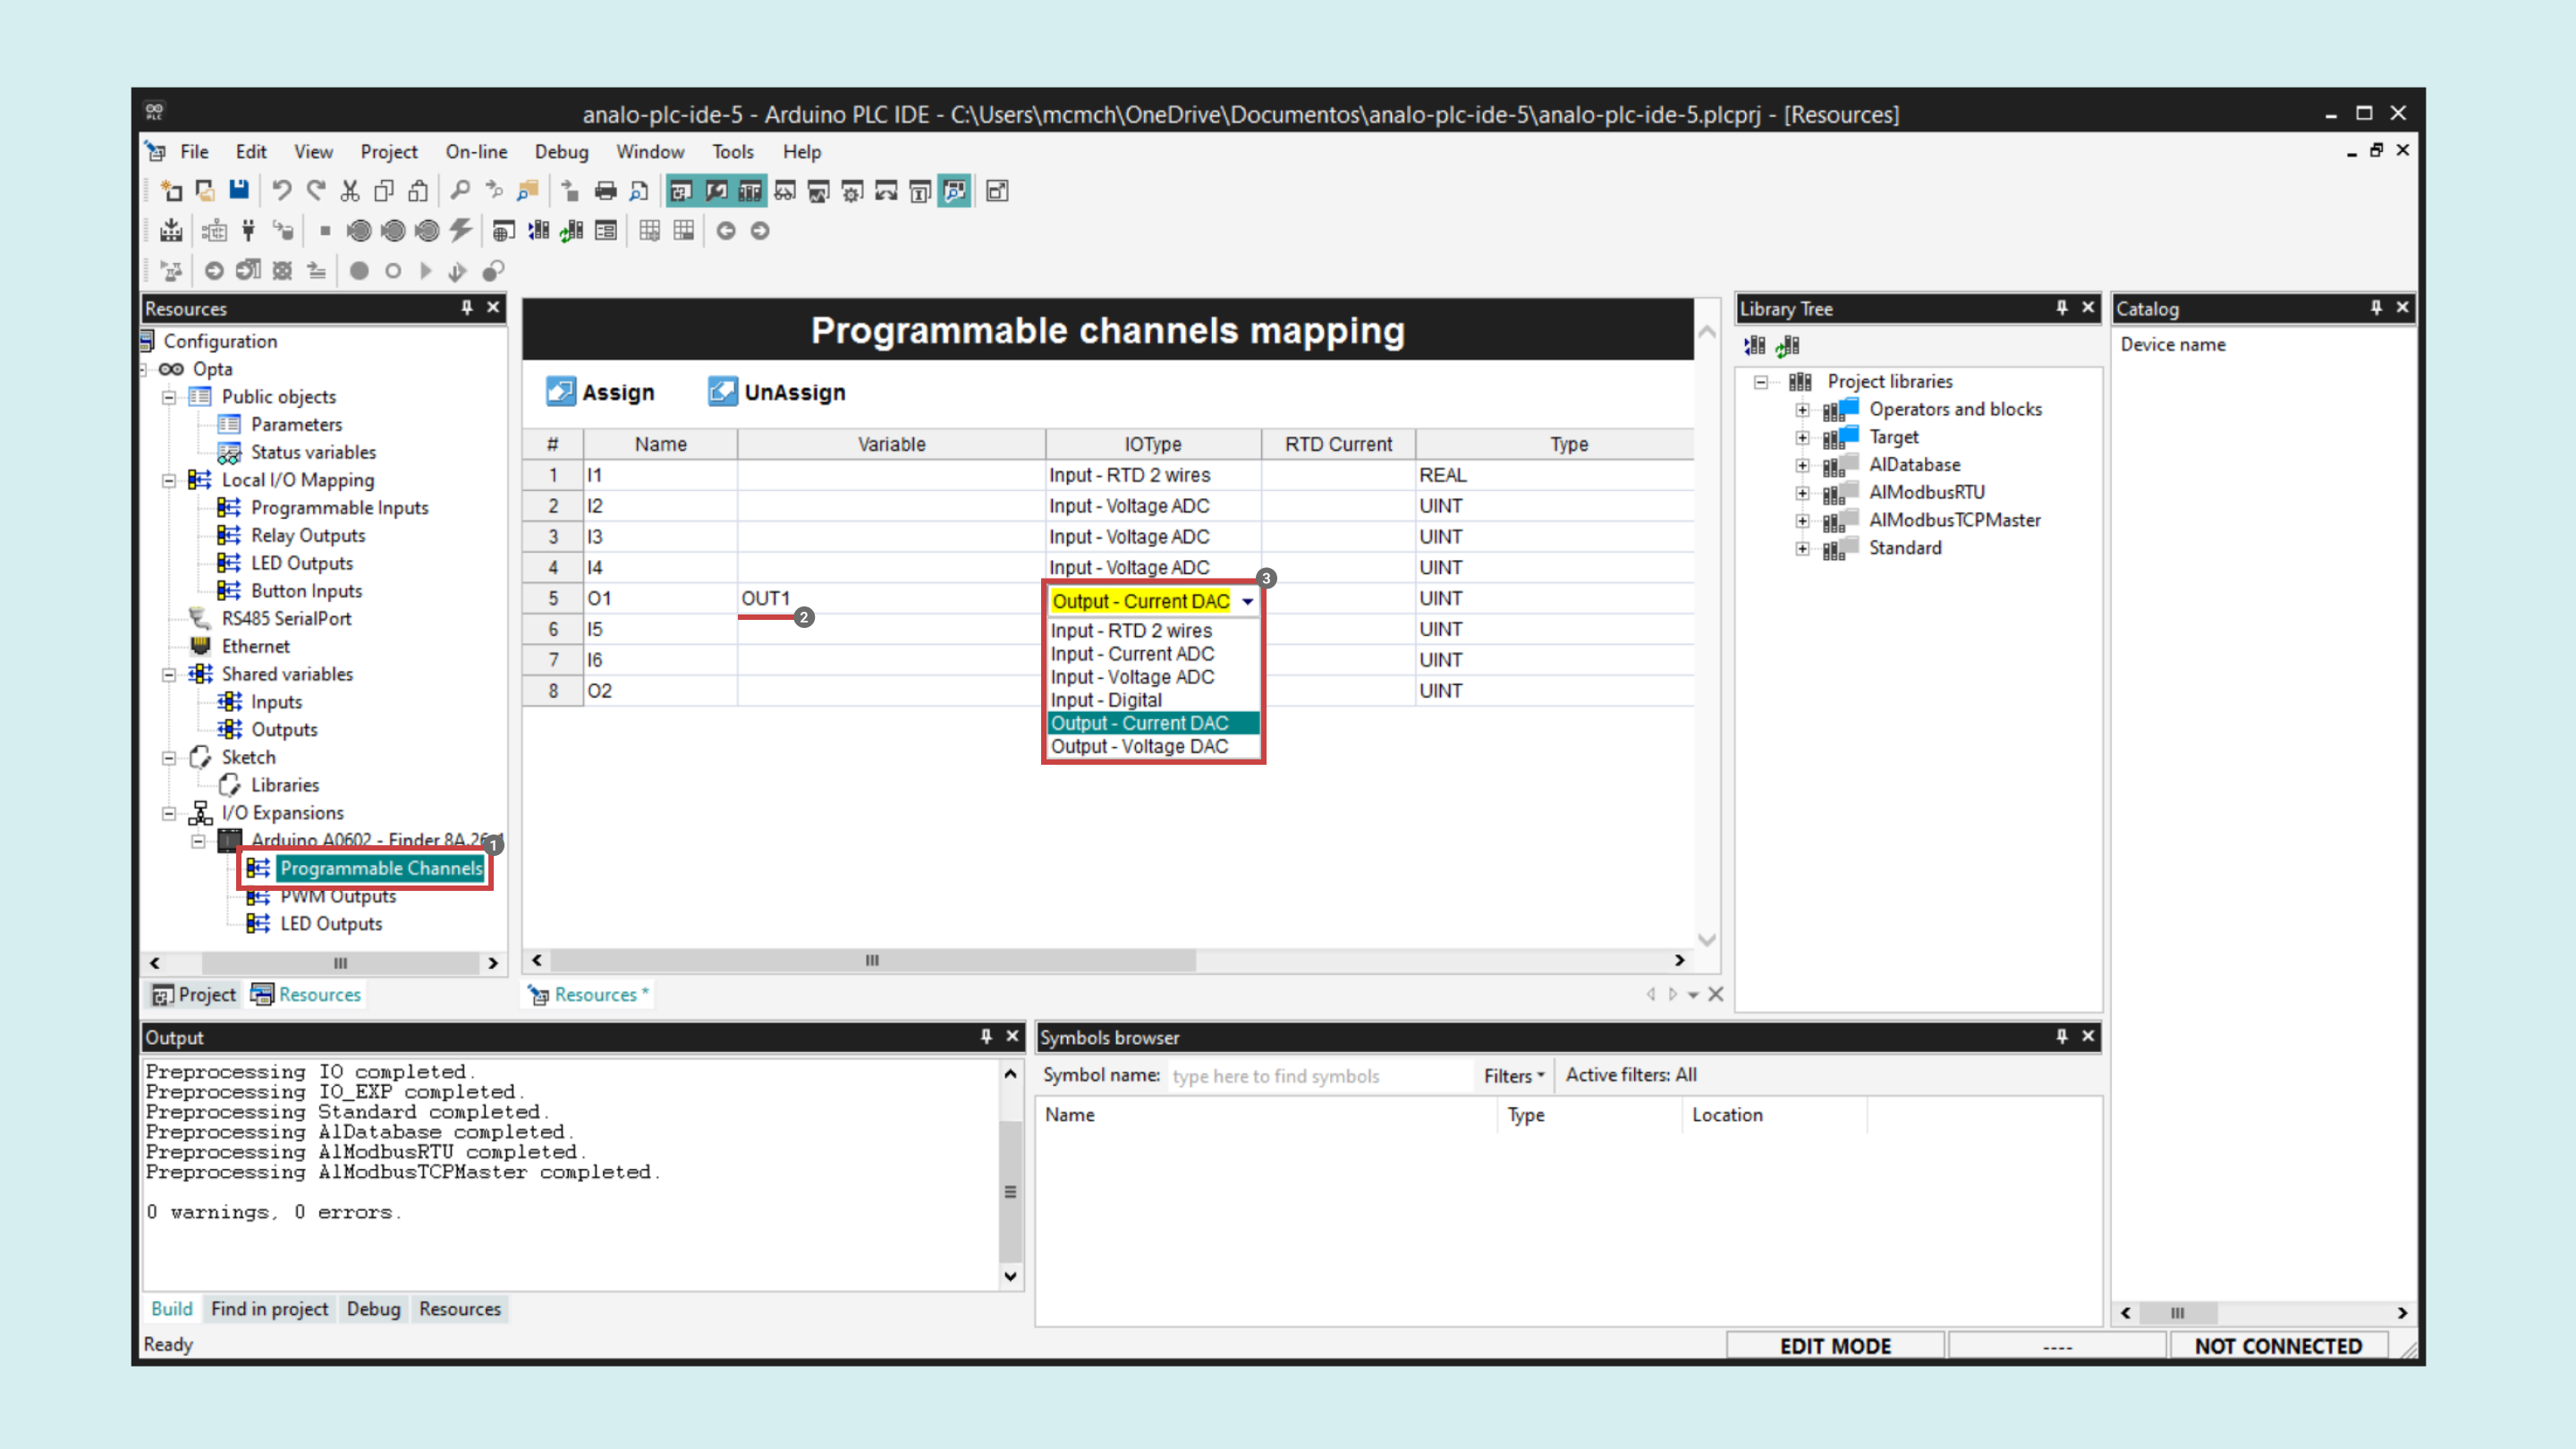 analo-plc-ide-5 - Arduino PLC IDE - C:\Users\mcmch\OneDrive\Documentos\analo-plc-ide-5\analo-plc-ide-5.plcprj - [Resources]
File Edit View Project On-line Debug Window Tools Help
Resources
Configuration
Opta
Public objects
Parameters
Status variables
Local I/O Mapping
Programmable Inputs
Relay Outputs
LED Outputs
Button Inputs
RS485 SerialPort
Ethernet
Shared variables
Inputs
Outputs
Sketch
Libraries
I/O Expansions
Arduino A0602 - Finder 8A.26
1
Programmable Channels
PWM Outputs
LED Outputs
Project Resources
Programmable channels mapping
Assign UnAssign
# Name Variable IOType RTD Current Type
1 I1 Input - RTD 2 wires REAL
2 I2 Input - Voltage ADC UINT
3 I3 Input - Voltage ADC UINT
4 I4 Input - Voltage ADC UINT
3
5 O1 OUT1 Output - Current DAC UINT
2
6 I5 UINT
7 I6 UINT
8 O2 UINT
Input - RTD 2 wires
Input - Current ADC
Input - Voltage ADC
Input - Digital
Output - Current DAC
Output - Voltage DAC
Resources *
Library Tree
Project libraries
Operators and blocks
Target
AlDatabase
AlModbusRTU
AlModbusTCPMaster
Standard
Catalog
Device name
Output
Preprocessing IO completed.
Preprocessing IO_EXP completed.
Preprocessing Standard completed.
Preprocessing AlDatabase completed.
Preprocessing AlModbusRTU completed.
Preprocessing AlModbusTCPMaster completed.
0 warnings, 0 errors.
Build Find in project Debug Resources
Symbols browser
Symbol name: type here to find symbols Filters Active filters: All
Name Type Location
Ready EDIT MODE ---- NOT CONNECTED